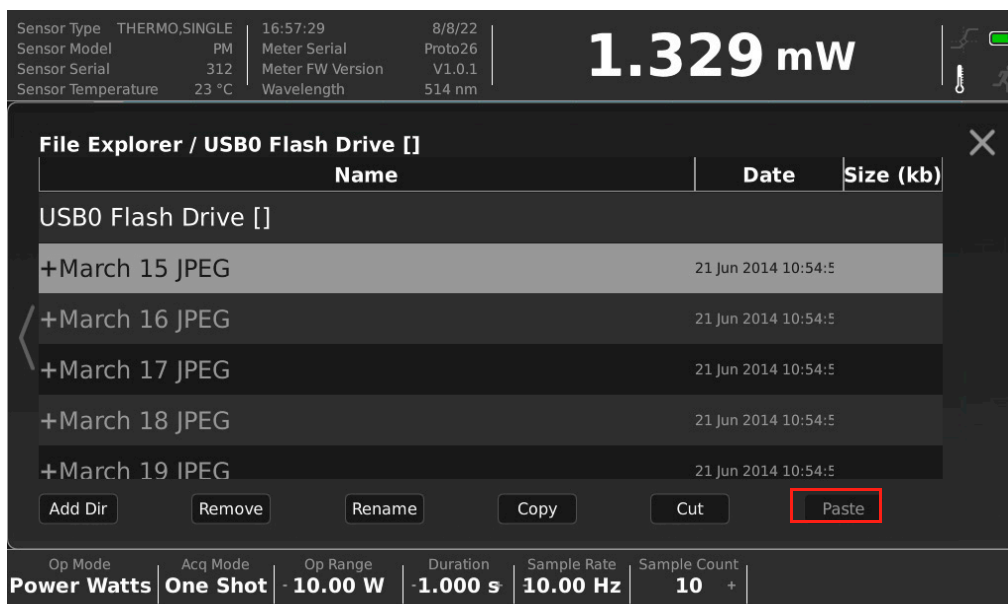 Sensor Type THERMO,SINGLE 16:57:29 8/8/22
Sensor Model PM Meter Serial Proto26
Sensor Serial 312 Meter FW Version V1.0.1
Sensor Temperature 23 °C Wavelength 514 nm
1.329 mW
File Explorer / USB0 Flash Drive []
Name Date Size (kb)
USB0 Flash Drive []
+March 15 JPEG 21 Jun 2014 10:54:5
+March 16 JPEG 21 Jun 2014 10:54:5
+March 17 JPEG 21 Jun 2014 10:54:5
+March 18 JPEG 21 Jun 2014 10:54:5
+March 19 JPEG 21 Jun 2014 10:54:5
Add Dir Remove Rename Copy Cut Paste
Op Mode Acq Mode Op Range Duration Sample Rate Sample Count
Power Watts One Shot - 10.00 W -1.000 s+ 10.00 Hz 10 +